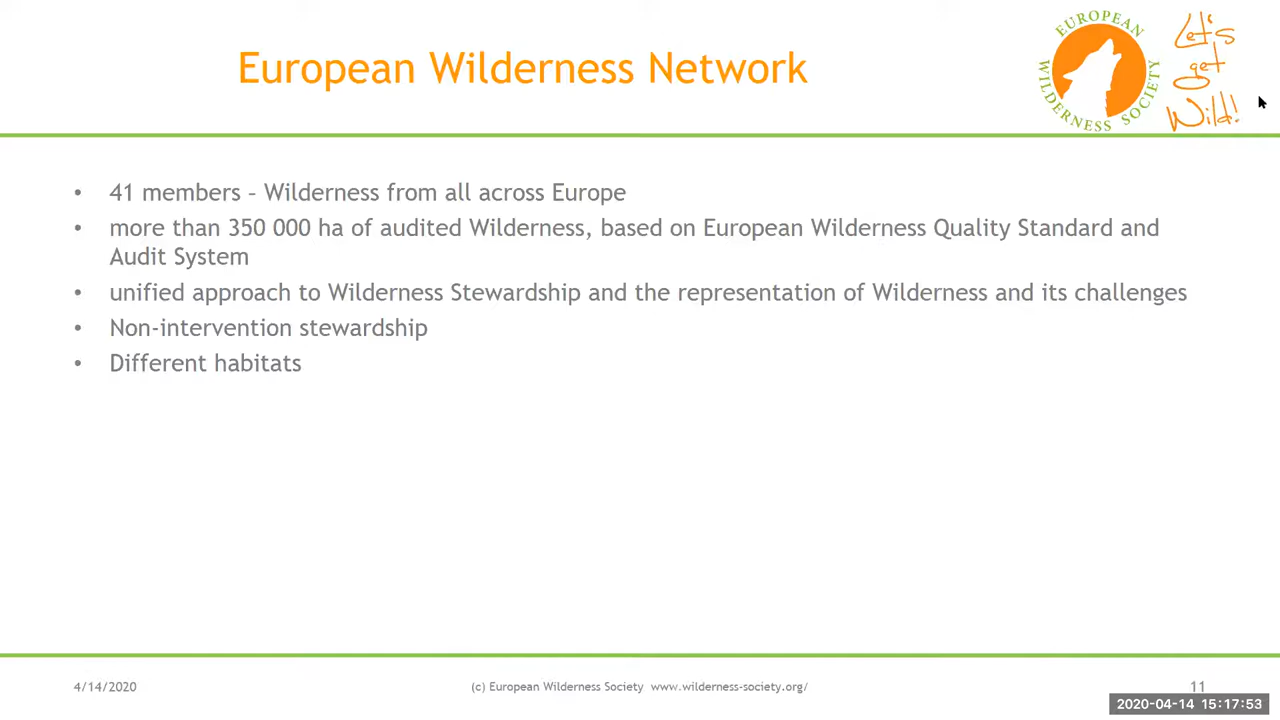 European Wilderness Network
EUROPEAN
WILDERNESS SOCIETY
Let's
get
Wild!
• 41 members – Wilderness from all across Europe
• more than 350 000 ha of audited Wilderness, based on European Wilderness Quality Standard and
Audit System
• unified approach to Wilderness Stewardship and the representation of Wilderness and its challenges
• Non-intervention stewardship
• Different habitats
4/14/2020
(c) European Wilderness Society www.wilderness-society.org/
11
2020-04-14 15:17:53